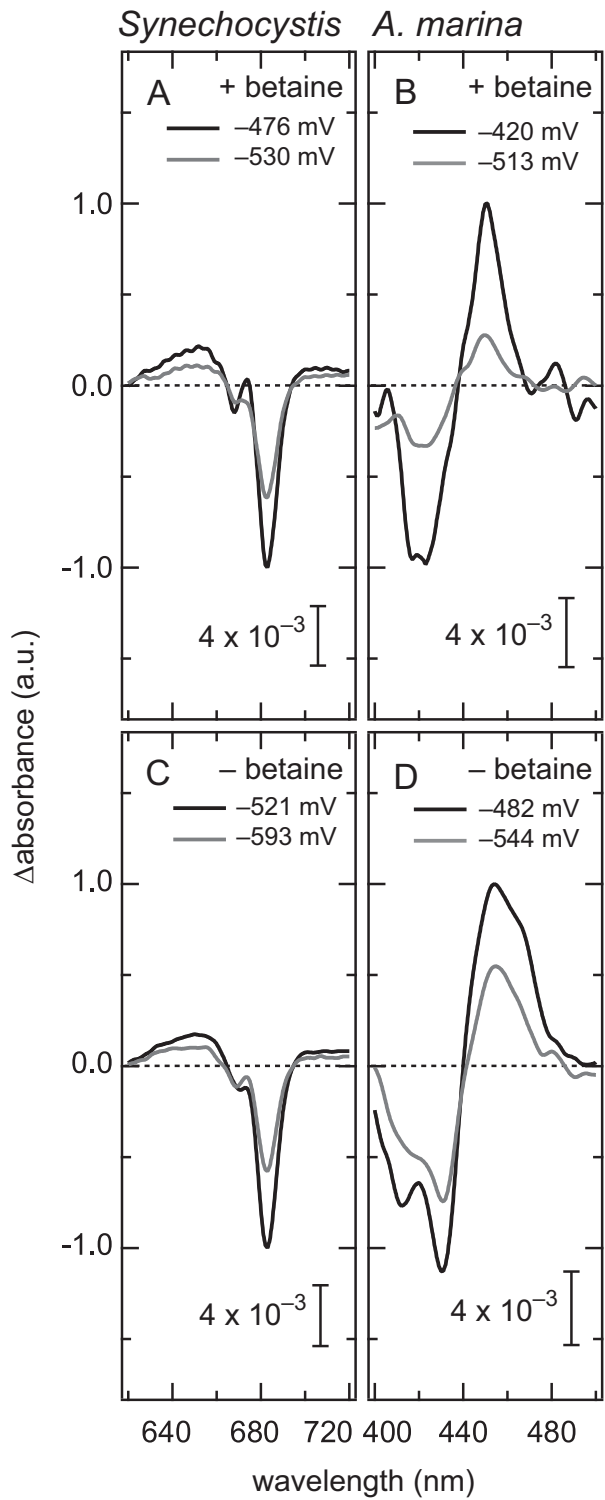 Synechocystis
A. marina
A
+ betaine
–476 mV
–530 mV
B
+ betaine
–420 mV
–513 mV
1.0
0.0
-1.0
4 x 10⁻³
4 x 10⁻³
Δabsorbance (a.u.)
C
– betaine
–521 mV
–593 mV
D
– betaine
–482 mV
–544 mV
1.0
0.0
-1.0
4 x 10⁻³
4 x 10⁻³
640 680 720 400 440 480
wavelength (nm)